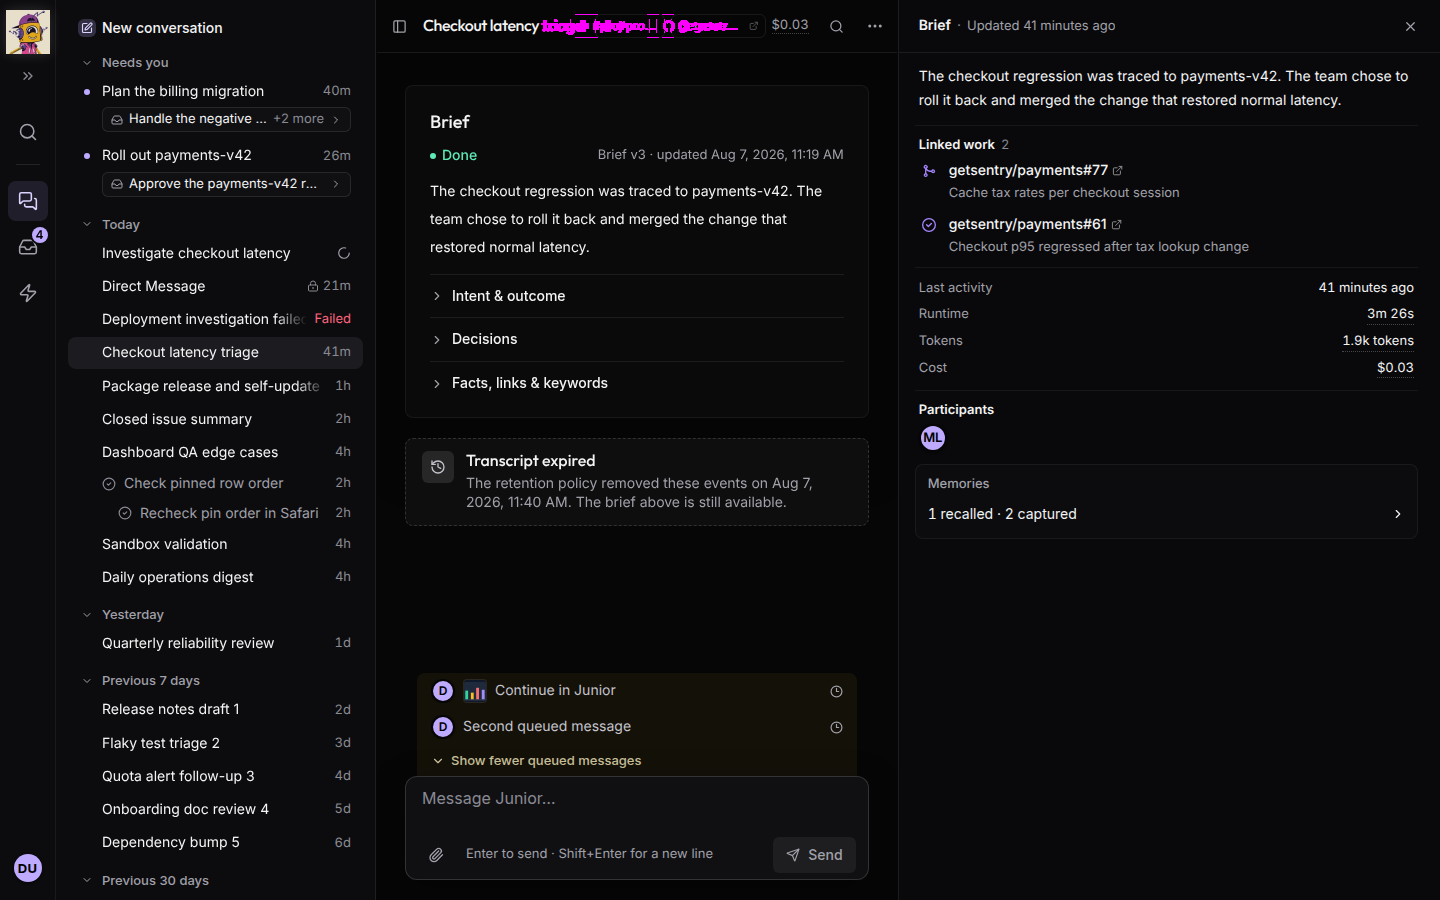 New conversation
Needs you
Plan the billing migration 40m
Handle the negative ... +2 more
Roll out payments-v42 26m
Approve the payments-v42 r...
Today
Investigate checkout latency
Direct Message 21m
Deployment investigation failed Failed
Checkout latency triage 41m
Package release and self-update 1h
Closed issue summary 2h
Dashboard QA edge cases 4h
Check pinned row order 2h
Recheck pin order in Safari 2h
Sandbox validation 4h
Daily operations digest 4h
Yesterday
Quarterly reliability review 1d
Previous 7 days
Release notes draft 1 2d
Flaky test triage 2 3d
Quota alert follow-up 3 4d
Onboarding doc review 4 5d
Dependency bump 5 6d
Previous 30 days
4
DU
Checkout latency $0.03
Brief
Done Brief v3 · updated Aug 7, 2026, 11:19 AM
The checkout regression was traced to payments-v42. The
team chose to roll it back and merged the change that
restored normal latency.
Intent & outcome
Decisions
Facts, links & keywords
Transcript expired
The retention policy removed these events on Aug 7,
2026, 11:40 AM. The brief above is still available.
D Continue in Junior
D Second queued message
Show fewer queued messages
Message Junior...
Enter to send · Shift+Enter for a new line Send
Brief · Updated 41 minutes ago
The checkout regression was traced to payments-v42. The team chose to
roll it back and merged the change that restored normal latency.
Linked work 2
getsentry/payments#77
Cache tax rates per checkout session
getsentry/payments#61
Checkout p95 regressed after tax lookup change
Last activity 41 minutes ago
Runtime 3m 26s
Tokens 1.9k tokens
Cost $0.03
Participants
ML
Memories
1 recalled · 2 captured